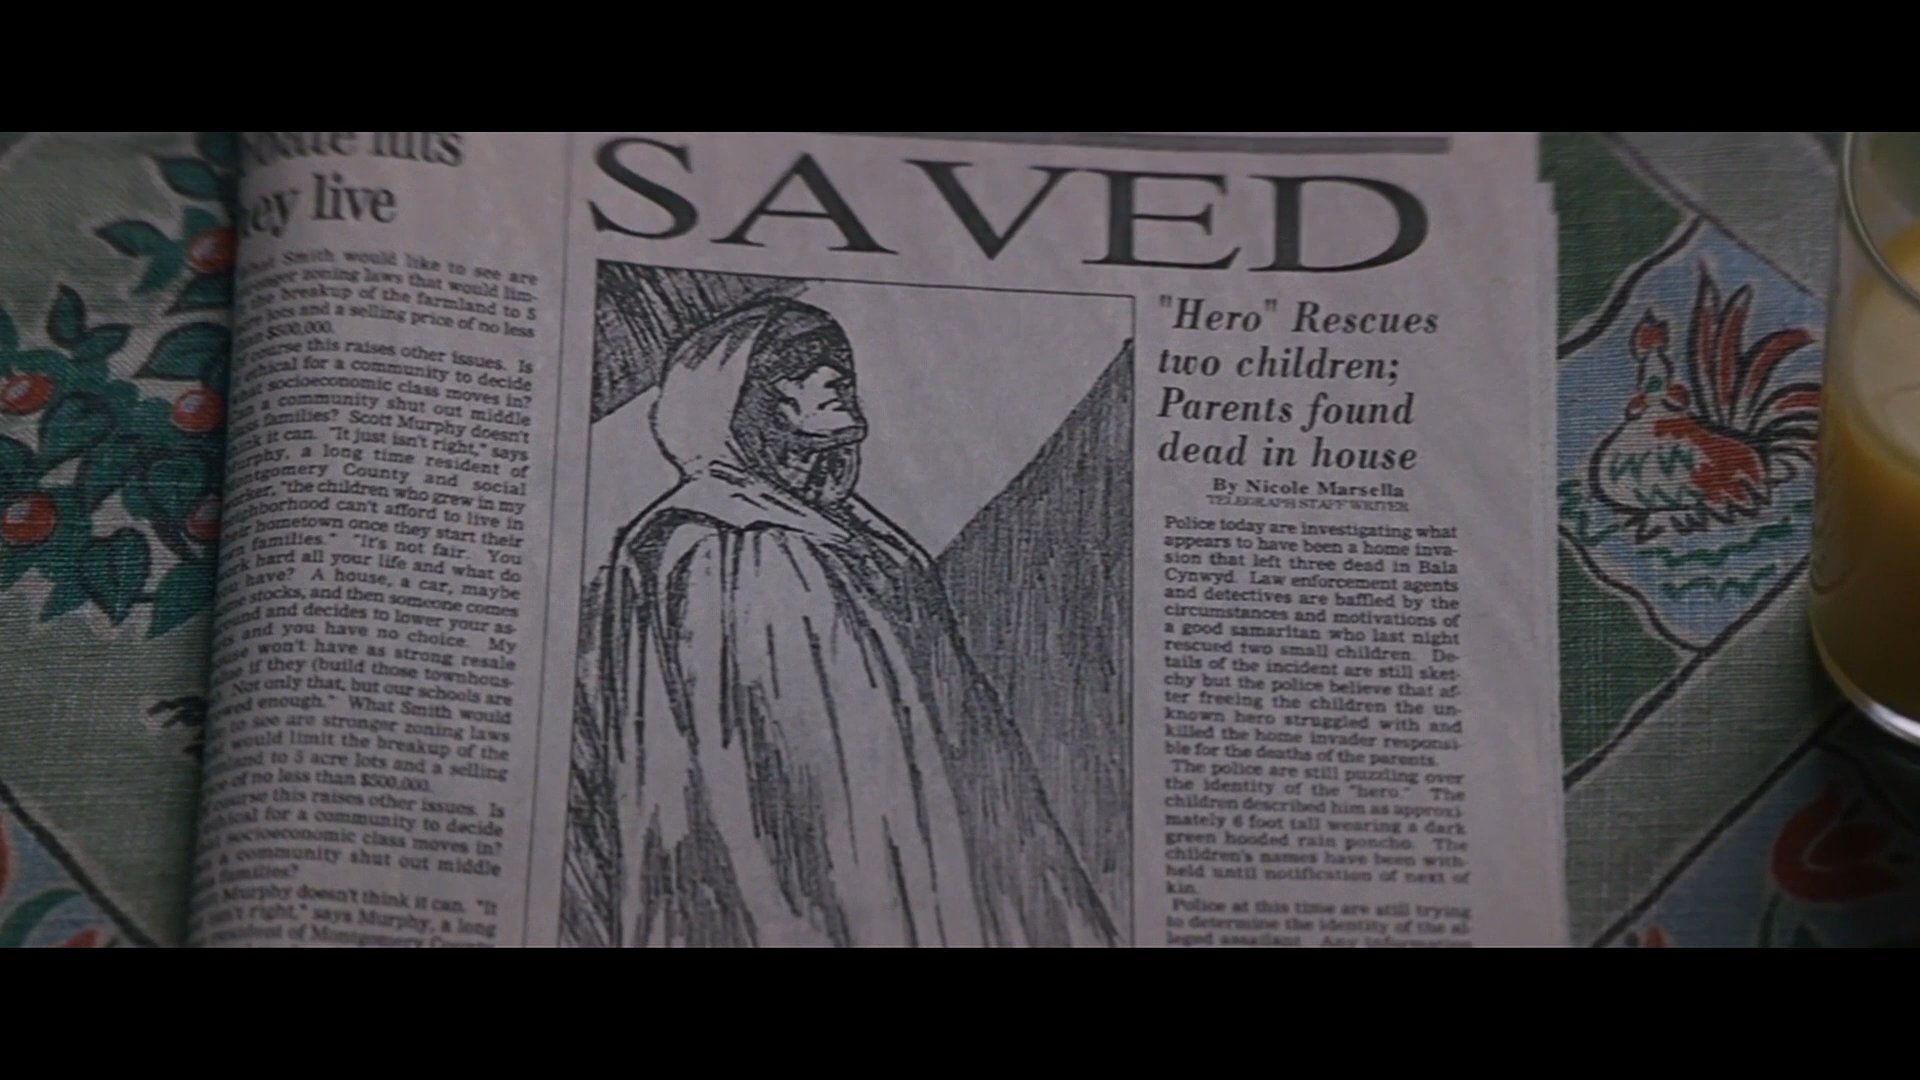 hits
ey live
Smith would like to see are
zoning laws that would lim-
the breakup of the farmland to 5
lots and a selling price of no less
$500,000.
course this raises other issues. Is
ethical for a community to decide
what socioeconomic class moves in?
a community shut out middle
families? Scott Murphy doesn't
it can. "It just isn't right," says
Murphy, a long time resident of
Montgomery County and social
"the children who grew in my
neighborhood can't afford to live in
hometown once they start their
families." "It's not fair. You
hard all your life and what do
have? A house, a car, maybe
stocks, and then someone comes
and decides to lower your as-
and you have no choice. My
won't have as strong resale
if they (build those townhous-
Not only that, but our schools are
enough." What Smith would
to see are stronger zoning laws
would limit the breakup of the
to 5 acre lots and a selling
of no less than $500,000.
course this raises other issues. Is
for a community to decide
socioeconomic class moves in?
a community shut out middle
families?
Murphy doesn't think it can. "It
isn't right," says Murphy, a long
resident of Montgomery
SAVED
"Hero" Rescues
two children;
Parents found
dead in house
By Nicole Marsella
TELEGRAPH STAFF WRITER
Police today are investigating what
appears to have been a home inva-
sion that left three dead in Bala
Cynwyd. Law enforcement agents
and detectives are baffled by the
circumstances and motivations of
a good samaritan who last night
rescued two small children. De-
tails of the incident are still sket-
chy but the police believe that af-
ter freeing the children the un-
known hero struggled with and
killed the home invader responsi-
ble for the deaths of the parents.
The police are still puzzling over
the identity of the "hero." The
children described him as approxi-
mately 6 foot tall wearing a dark
green hooded rain poncho. The
children's names have been with-
held until notification of next of
kin.
Police at this time are still trying
to determine the identity of the al-
leged assailant. Any information